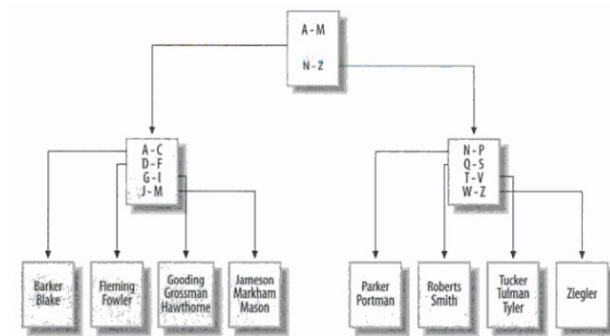 A - M
N - Z
A - C
D - F
G - I
J - M
N - P
Q - S
T - V
W - Z
Barker
Blake
Fleming
Fowler
Gooding
Grossman
Hawthorne
Jameson
Markham
Mason
Parker
Portman
Roberts
Smith
Tucker
Tulman
Tyler
Ziegler